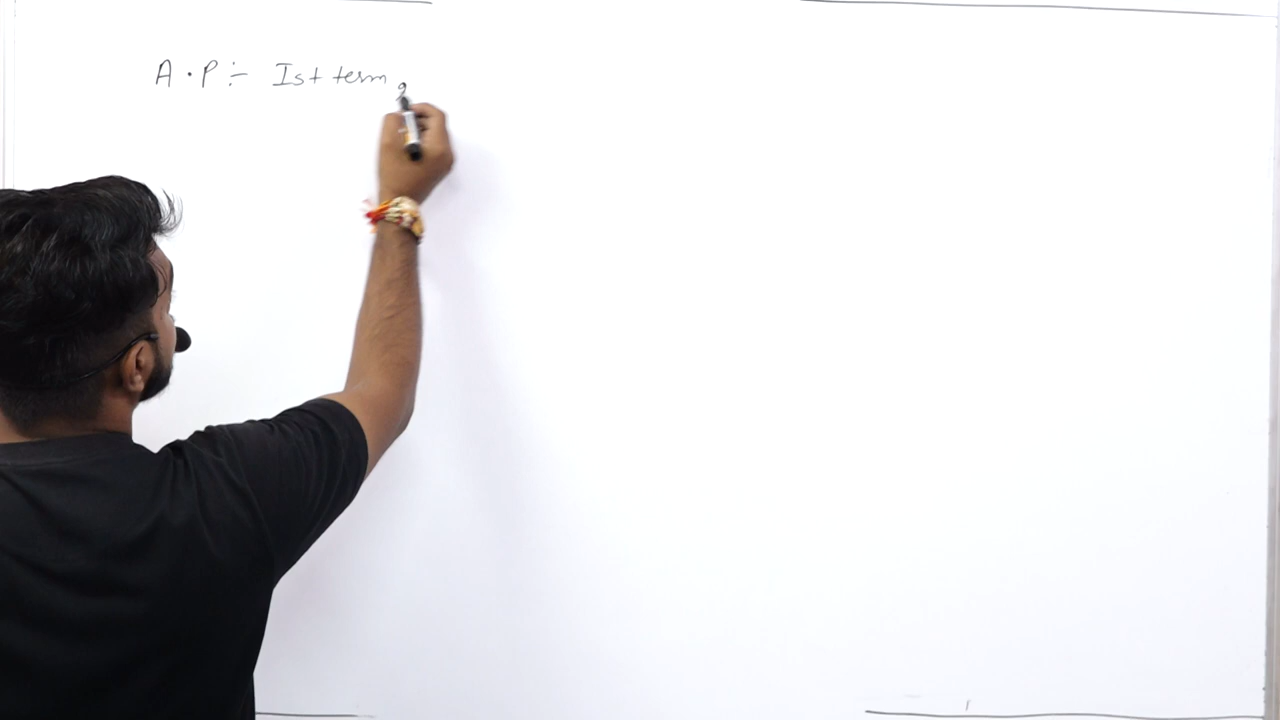 A.P :- Ist term,